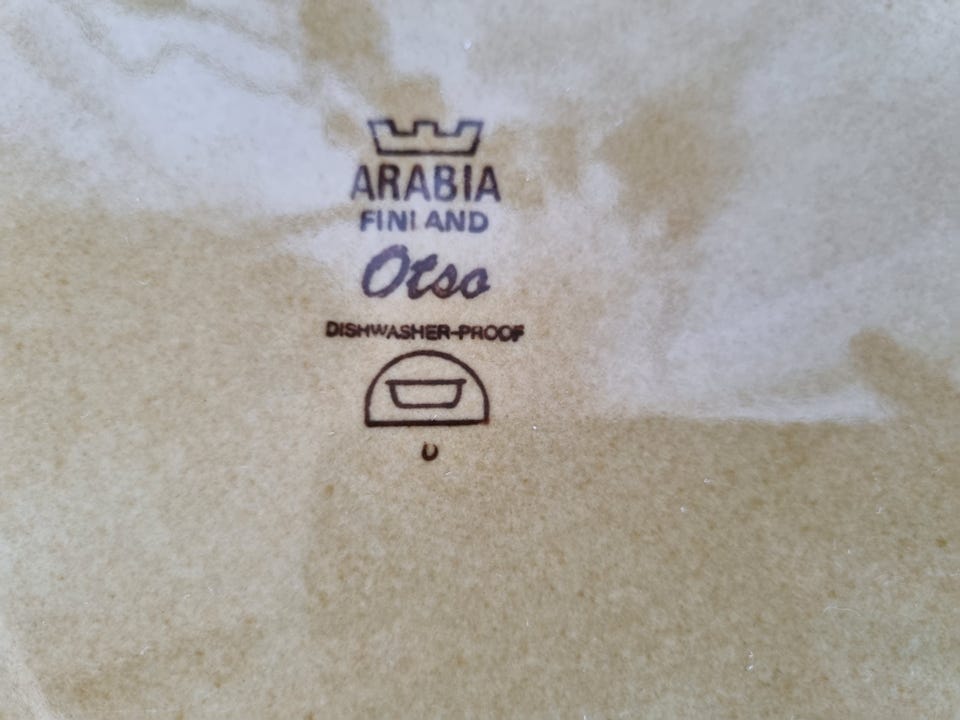 ARABIA
FINLAND
Otso
DISHWASHER-PROOF
U